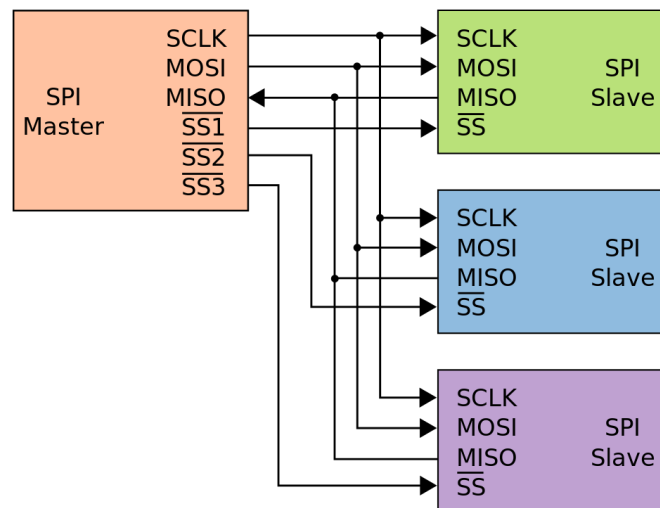 SPI
Master
SCLK
MOSI
MISO
SS1
SS2
SS3
SCLK
MOSI
MISO
SS
SPI
Slave
SCLK
MOSI
MISO
SS
SPI
Slave
SCLK
MOSI
MISO
SS
SPI
Slave